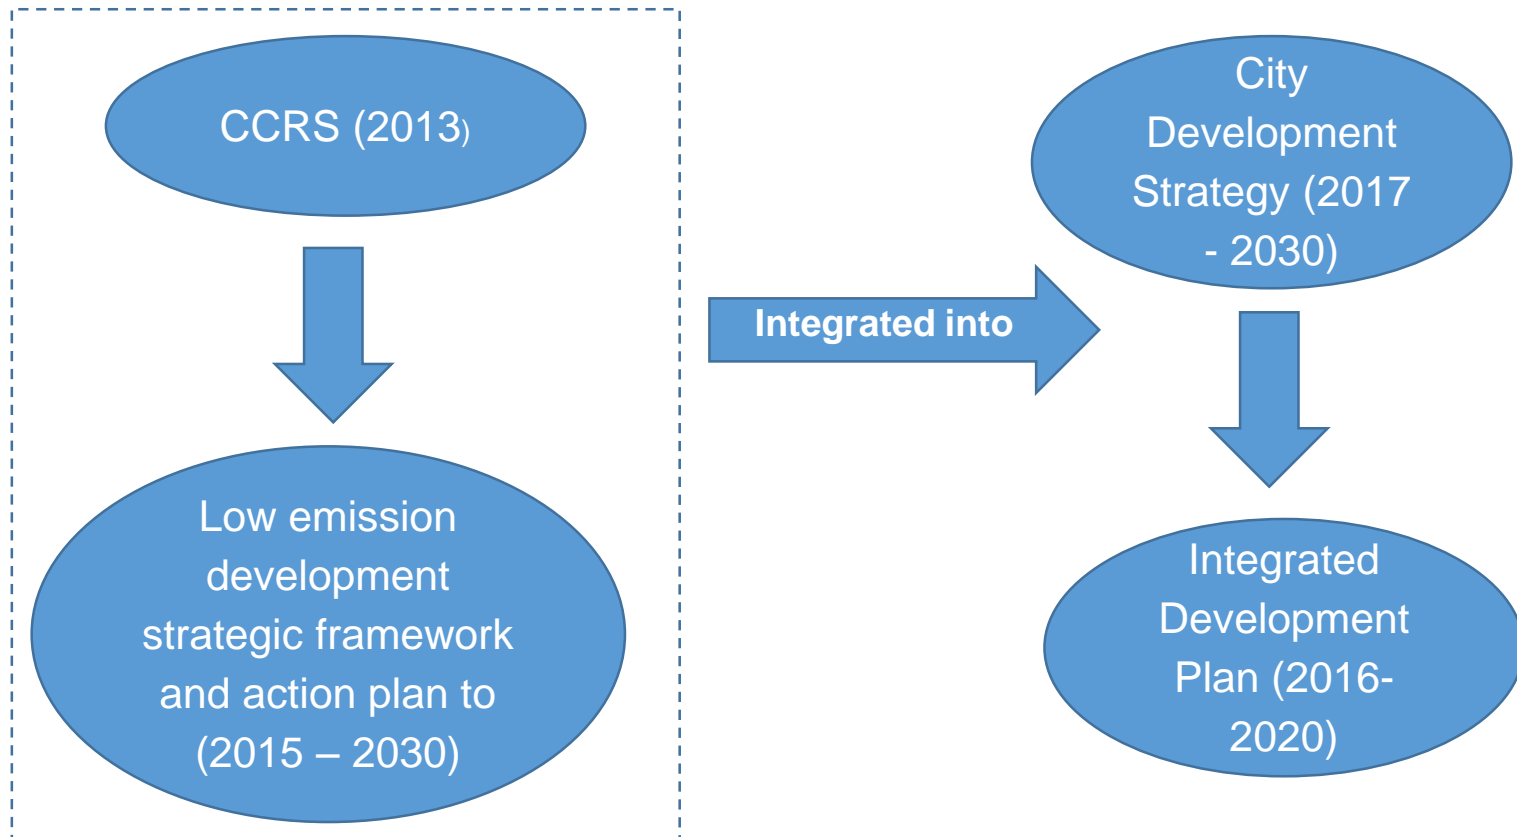 CCRS (2013)
Low emission
development
strategic framework
and action plan to
(2015 – 2030)
Integrated into
City
Development
Strategy (2017
- 2030)
Integrated
Development
Plan (2016-
2020)